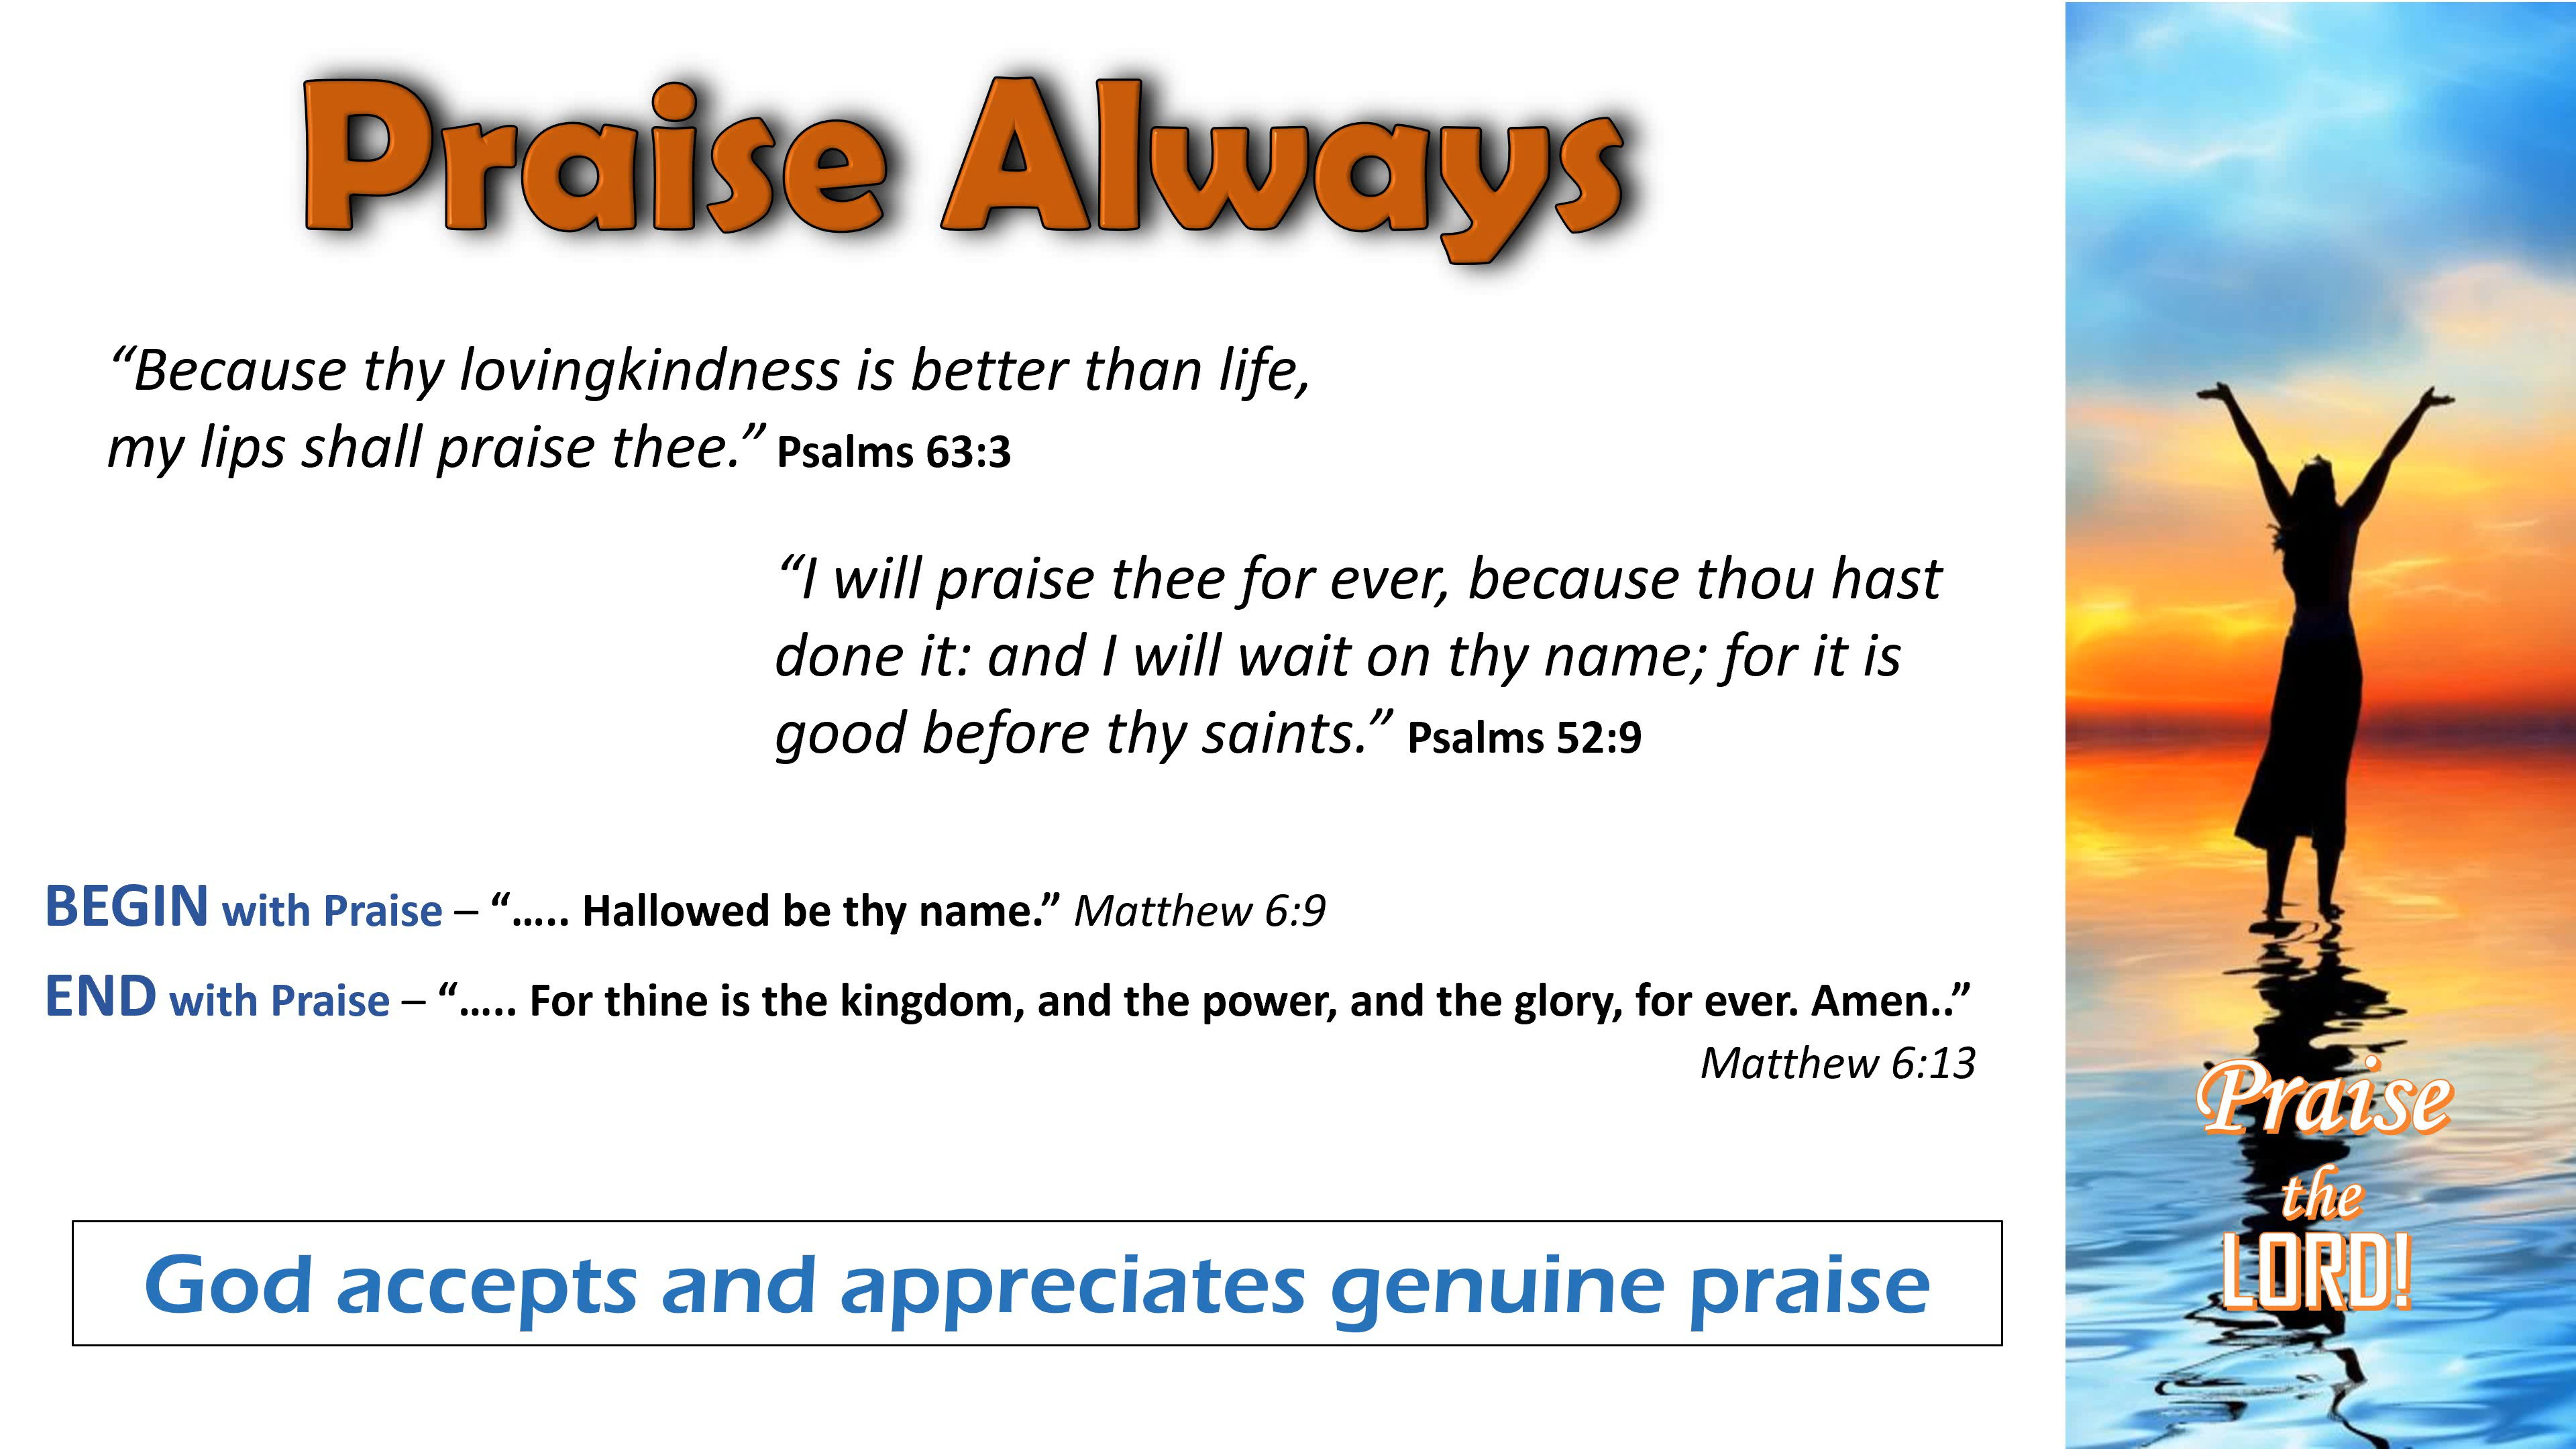 Praise Always
“Because thy lovingkindness is better than life,
my lips shall praise thee.” Psalms 63:3
“I will praise thee for ever, because thou hast
done it: and I will wait on thy name; for it is
good before thy saints.” Psalms 52:9
BEGIN with Praise – “….. Hallowed be thy name.” Matthew 6:9
END with Praise – “….. For thine is the kingdom, and the power, and the glory, for ever. Amen..”
Matthew 6:13
God accepts and appreciates genuine praise
Praise
the
LORD!